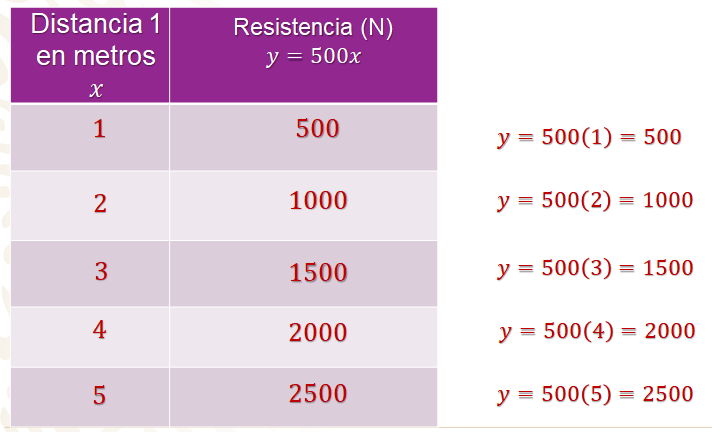 Distancia 1 en metros
x
Resistencia (N)
y = 500x
1
500
y = 500(1) = 500
2
1000
y = 500(2) = 1000
3
1500
y = 500(3) = 1500
4
2000
y = 500(4) = 2000
5
2500
y = 500(5) = 2500